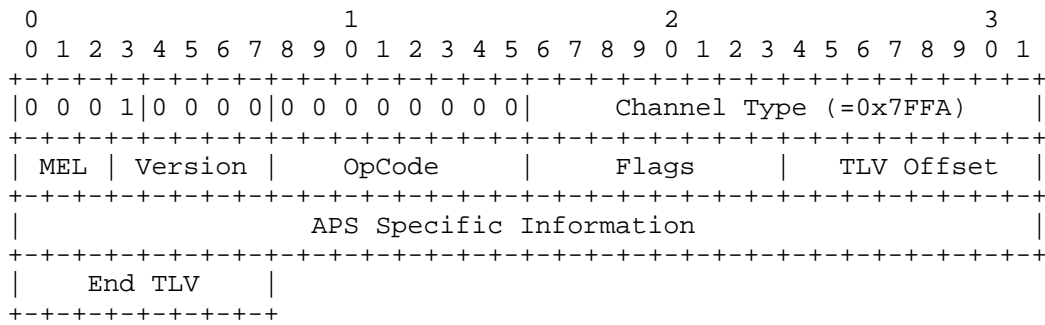 0                   1                   2                   3
 0 1 2 3 4 5 6 7 8 9 0 1 2 3 4 5 6 7 8 9 0 1 2 3 4 5 6 7 8 9 0 1
+-+-+-+-+-+-+-+-+-+-+-+-+-+-+-+-+-+-+-+-+-+-+-+-+-+-+-+-+-+-+-+-+
|0 0 0 1|0 0 0 0|0 0 0 0 0 0 0 0|     Channel Type (=0x7FFA)    |
+-+-+-+-+-+-+-+-+-+-+-+-+-+-+-+-+-+-+-+-+-+-+-+-+-+-+-+-+-+-+-+-+
| MEL | Version |    OpCode     |     Flags     |   TLV Offset  |
+-+-+-+-+-+-+-+-+-+-+-+-+-+-+-+-+-+-+-+-+-+-+-+-+-+-+-+-+-+-+-+-+
|                  APS Specific Information                     |
+-+-+-+-+-+-+-+-+-+-+-+-+-+-+-+-+-+-+-+-+-+-+-+-+-+-+-+-+-+-+-+-+
|    End TLV    |
+-+-+-+-+-+-+-+-+